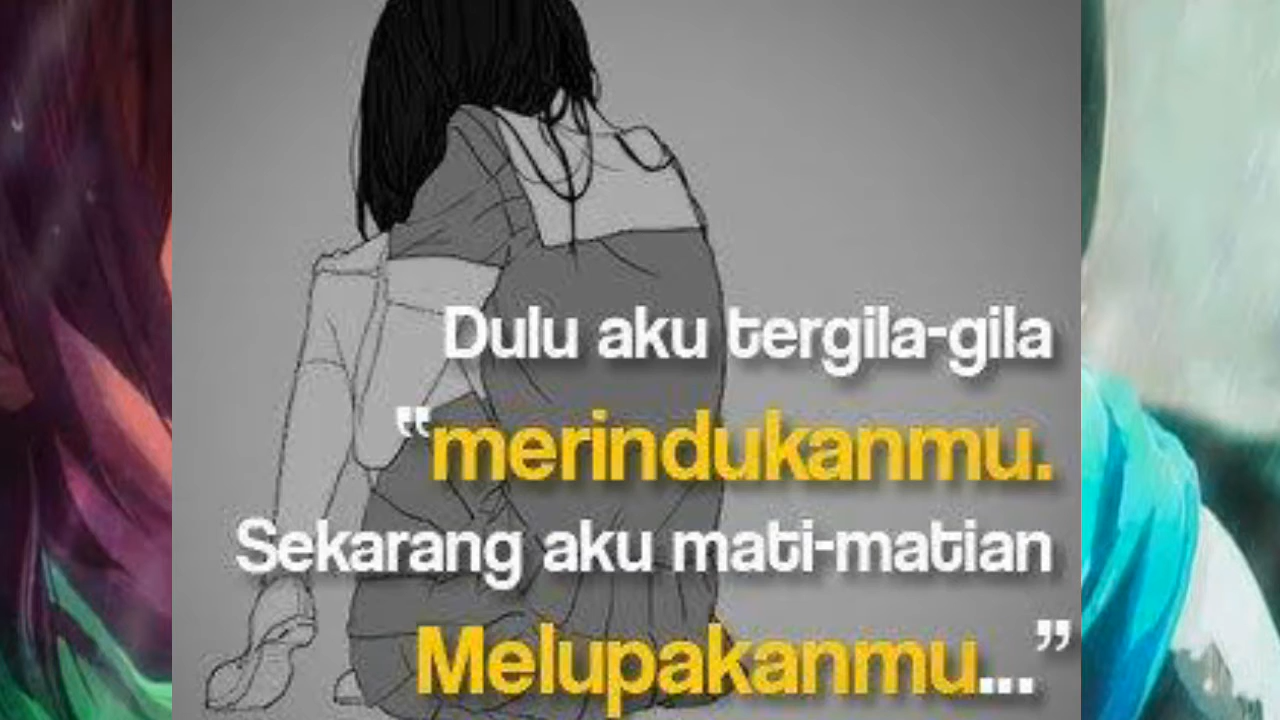 Dulu aku tergila-gila
“merindukanmu.
Sekarang aku mati-matian
Melupakanmu...”